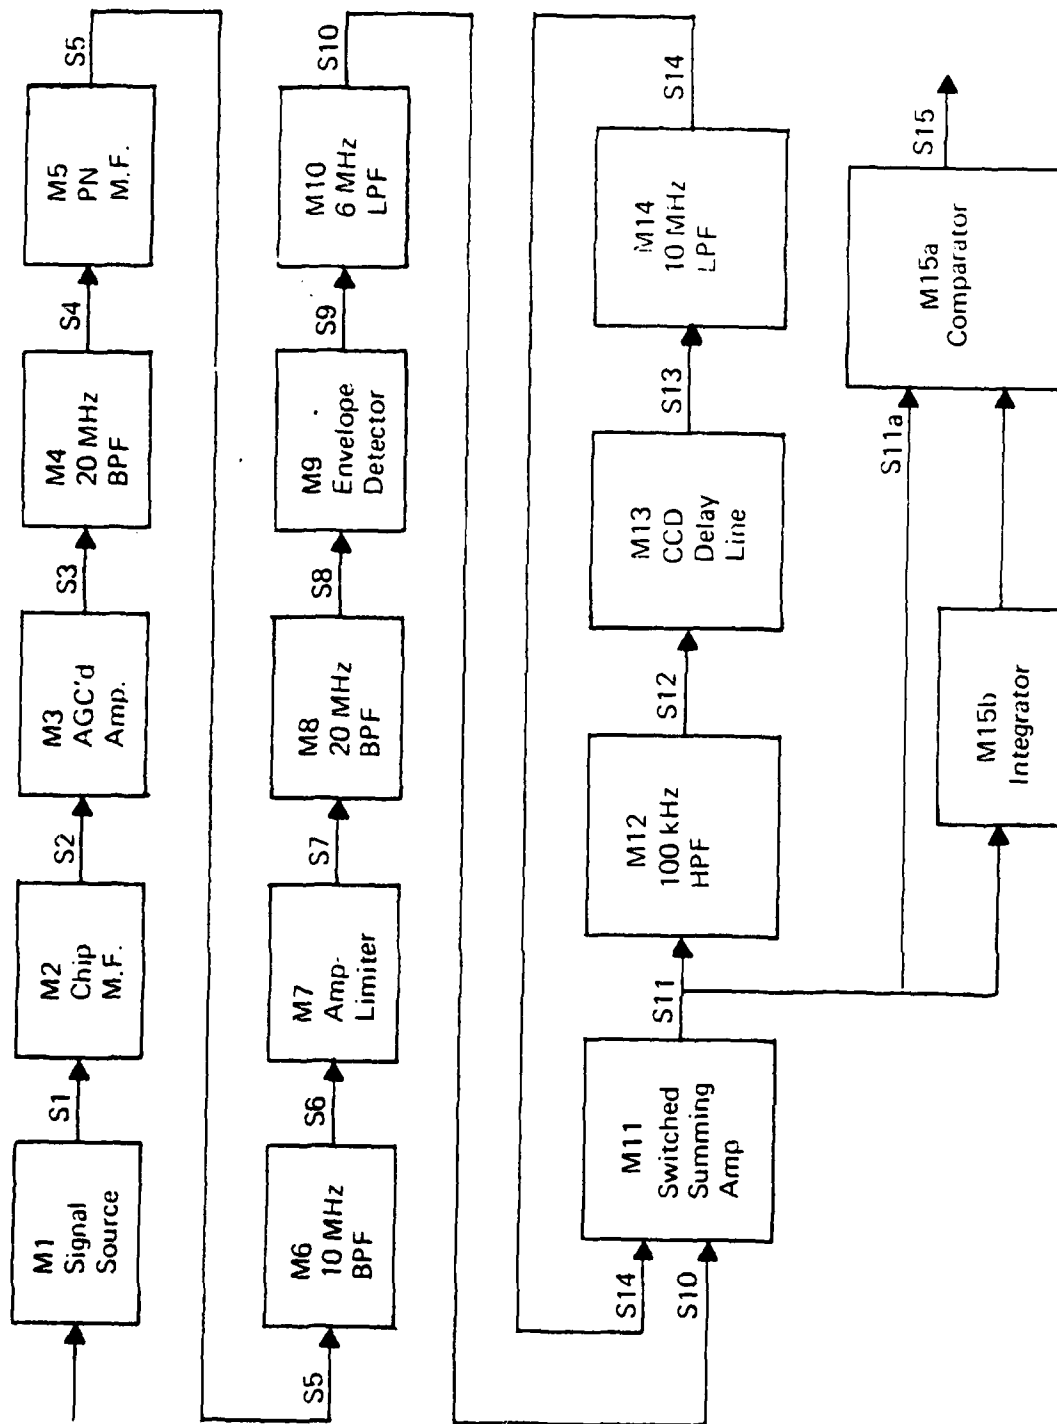 M1
Signal
Source
S1
M2
Chip
M.F.
S2
M3
AGC'd
Amp.
S3
M4
20 MHz
BPF
S4
M5
PN
M.F.
S5
S5
M6
10 MHz
BPF
S6
M7
Amp-
Limiter
S7
M8
20 MHz
BPF
S8
M9
Envelope
Detector
S9
M10
6 MHz
LPF
S10
S14
S10
M11
Switched
Summing
Amp
S11
M12
100 kHz
HPF
S12
M13
CCD
Delay
Line
S13
M14
10 MHz
LPF
S14
M15b
Integrator
S11a
M15a
Comparator
S15